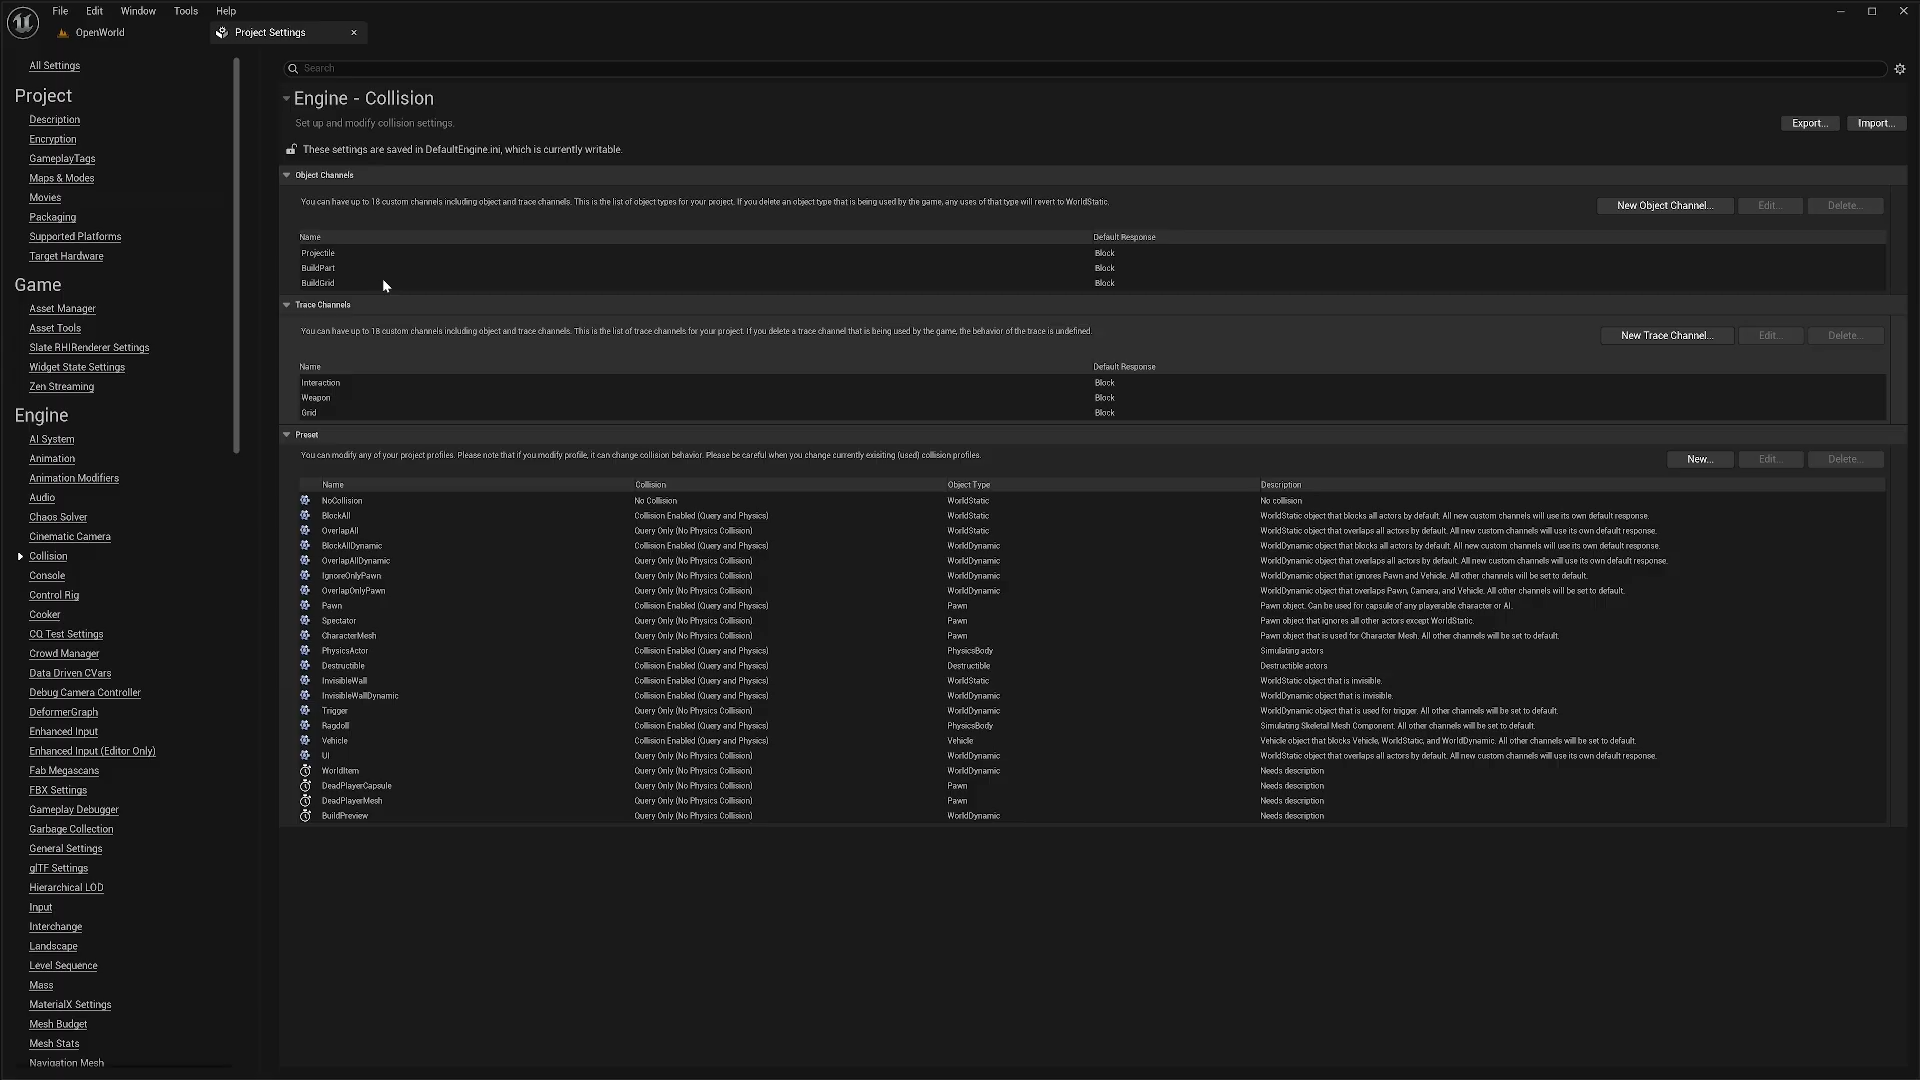 File Edit Window Tools Help
OpenWorld
Project Settings
All Settings
Project
Description
Encryption
GameplayTags
Maps & Modes
Movies
Packaging
Supported Platforms
Target Hardware
Game
Asset Manager
Asset Tools
Slate RHIRenderer Settings
Widget State Settings
Zen Streaming
Engine
AI System
Animation
Animation Modifiers
Audio
Chaos Solver
Cinematic Camera
Collision
Console
Control Rig
Cooker
CQ Test Settings
Crowd Manager
Data Driven CVars
Debug Camera Controller
DeformerGraph
Enhanced Input
Enhanced Input (Editor Only)
Fab Megascans
FBX Settings
Gameplay Debugger
Garbage Collection
General Settings
glTF Settings
Hierarchical LOD
Input
Interchange
Landscape
Level Sequence
Mass
MaterialX Settings
Mesh Budget
Mesh Stats
Navigation Mesh
Search
Engine - Collision
Set up and modify collision settings.
Export... Import...
These settings are saved in DefaultEngine.ini, which is currently writable.
Object Channels
You can have up to 18 custom channels including object and trace channels. This is the list of object types for your project. If you delete an object type that is being used by the game, any uses of that type will revert to WorldStatic.
New Object Channel... Edit... Delete...
Name Default Response
Projectile Block
BuildPart Block
BuildGrid Block
Trace Channels
You can have up to 18 custom channels including object and trace channels. This is the list of trace channels for your project. If you delete a trace channel that is being used by the game, the behavior of the trace is undefined.
New Trace Channel... Edit... Delete...
Name Default Response
Interaction Block
Weapon Block
Grid Block
Preset
You can modify any of your project profiles. Please note that if you modify profile, it can change collision behavior. Please be careful when you change currently exisiting (used) collision profiles.
New... Edit... Delete...
Name Collision Object Type Description
NoCollision No Collision WorldStatic No collision
BlockAll Collision Enabled (Query and Physics) WorldStatic WorldStatic object that blocks all actors by default. All new custom channels will use its own default response.
OverlapAll Query Only (No Physics Collision) WorldStatic WorldStatic object that overlaps all actors by default. All new custom channels will use its own default response.
BlockAllDynamic Collision Enabled (Query and Physics) WorldDynamic WorldDynamic object that blocks all actors by default. All new custom channels will use its own default response.
OverlapAllDynamic Query Only (No Physics Collision) WorldDynamic WorldDynamic object that overlaps all actors by default. All new custom channels will use its own default response.
IgnoreOnlyPawn Query Only (No Physics Collision) WorldDynamic WorldDynamic object that ignores Pawn and Vehicle. All other channels will be set to default.
OverlapOnlyPawn Query Only (No Physics Collision) WorldDynamic WorldDynamic object that overlaps Pawn, Camera, and Vehicle. All other channels will be set to default.
Pawn Collision Enabled (Query and Physics) Pawn Pawn object. Can be used for capsule of any playerable character or AI.
Spectator Query Only (No Physics Collision) Pawn Pawn object that ignores all other actors except WorldStatic.
CharacterMesh Query Only (No Physics Collision) Pawn Pawn object that is used for Character Mesh. All other channels will be set to default.
PhysicsActor Collision Enabled (Query and Physics) PhysicsBody Simulating actors
Destructible Collision Enabled (Query and Physics) Destructible Destructible actors
InvisibleWall Collision Enabled (Query and Physics) WorldStatic WorldStatic object that is invisible.
InvisibleWallDynamic Collision Enabled (Query and Physics) WorldDynamic WorldDynamic object that is invisible.
Trigger Query Only (No Physics Collision) WorldDynamic WorldDynamic object that is used for trigger. All other channels will be set to default.
Ragdoll Collision Enabled (Query and Physics) PhysicsBody Simulating Skeletal Mesh Component. All other channels will be set to default.
Vehicle Collision Enabled (Query and Physics) Vehicle Vehicle object that blocks Vehicle, WorldStatic, and WorldDynamic. All other channels will be set to default.
UI Query Only (No Physics Collision) WorldDynamic WorldStatic object that overlaps all actors by default. All new custom channels will use its own default response.
WorldItem Query Only (No Physics Collision) WorldDynamic Needs description
DeadPlayerCapsule Query Only (No Physics Collision) Pawn Needs description
DeadPlayerMesh Query Only (No Physics Collision) Pawn Needs description
BuildPreview Query Only (No Physics Collision) WorldDynamic Needs description